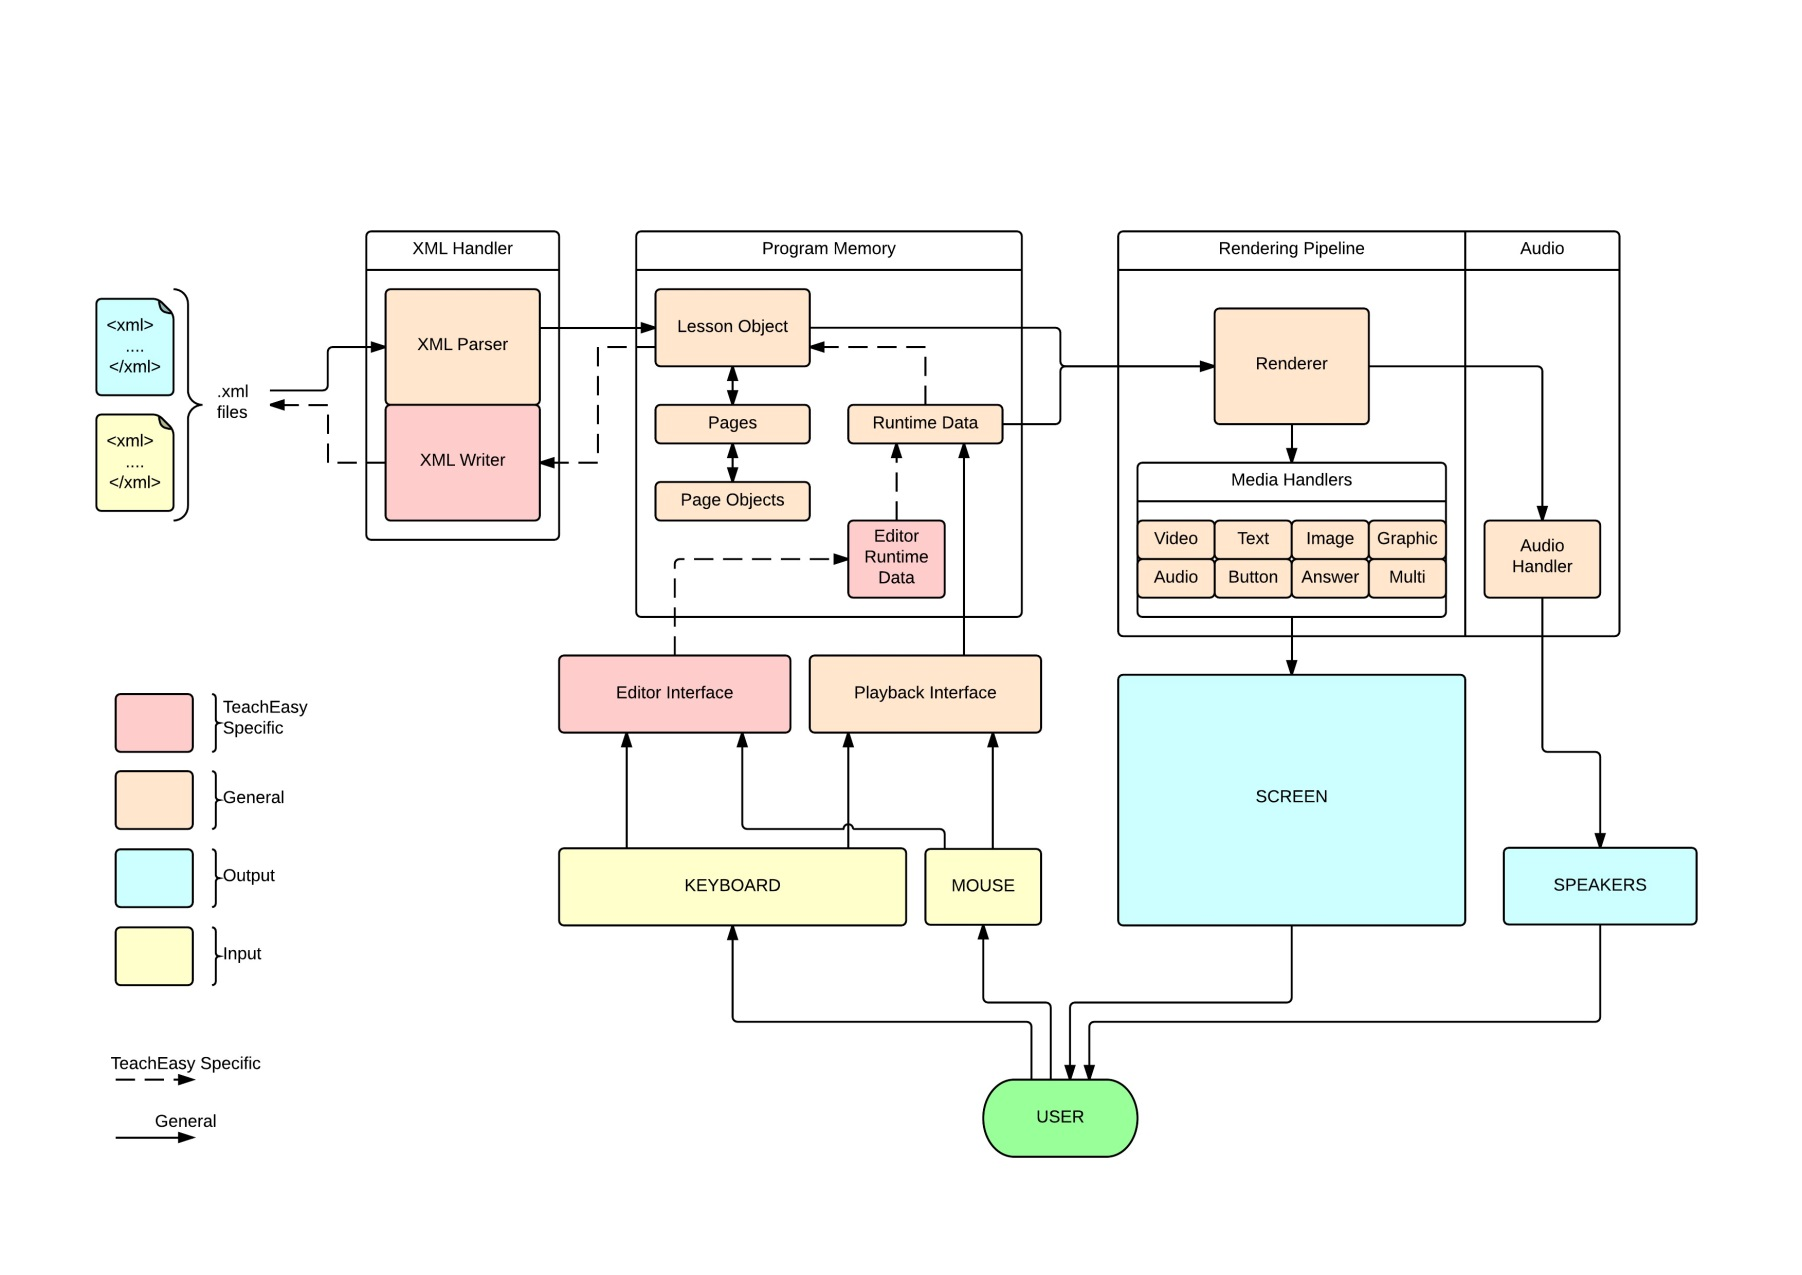 XML Handler
Program Memory
Rendering Pipeline
Audio
<xml>
....
</xml>
<xml>
....
</xml>
.xml
files
XML Parser
XML Writer
Lesson Object
Pages
Page Objects
Runtime Data
Editor
Runtime
Data
Renderer
Media Handlers
Video
Text
Image
Graphic
Audio
Button
Answer
Multi
Audio
Handler
Editor Interface
Playback Interface
KEYBOARD
MOUSE
SCREEN
SPEAKERS
USER
TeachEasy
Specific
General
Output
Input
TeachEasy Specific
General